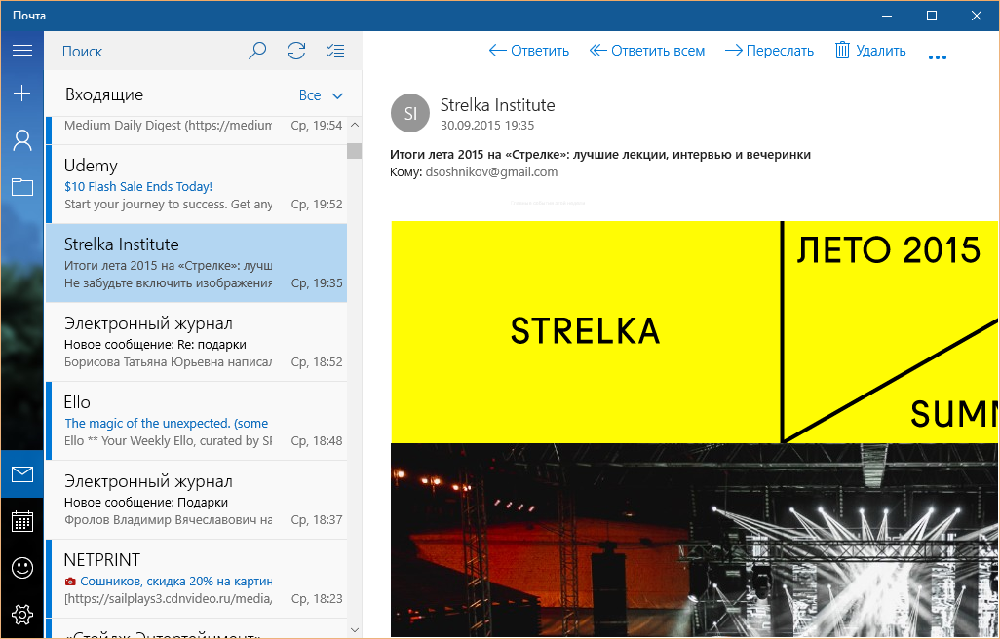 Почта
Поиск
Входящие
Все
Medium Daily Digest (https://medium
Ср, 19:54
Udemy
$10 Flash Sale Ends Today!
Start your journey to success. Get any
Ср, 19:52
Strelka Institute
Итоги лета 2015 на «Стрелке»: лучш
Не забудьте включить изображения
Ср, 19:35
Электронный журнал
Новое сообщение: Re: подарки
Борисова Татьяна Юрьевна написал
Ср, 18:52
Ello
The magic of the unexpected. (some
Ello ** Your Weekly Ello, curated by SF
Ср, 18:48
Электронный журнал
Новое сообщение: Подарки
Фролов Владимир Вячеславович на
Ср, 18:37
NETPRINT
Сошников, скидка 20% на картин
[https://sailplays3.cdnvideo.ru/media/
Ср, 18:23
«Стейдж Энтертейнмент»
Ответить
Ответить всем
Переслать
Удалить
SI
Strelka Institute
30.09.2015 19:35
Итоги лета 2015 на «Стрелке»: лучшие лекции, интервью и вечеринки
Кому: dsoshnikov@gmail.com
STRELKA
ЛЕТО 2015
SUMM